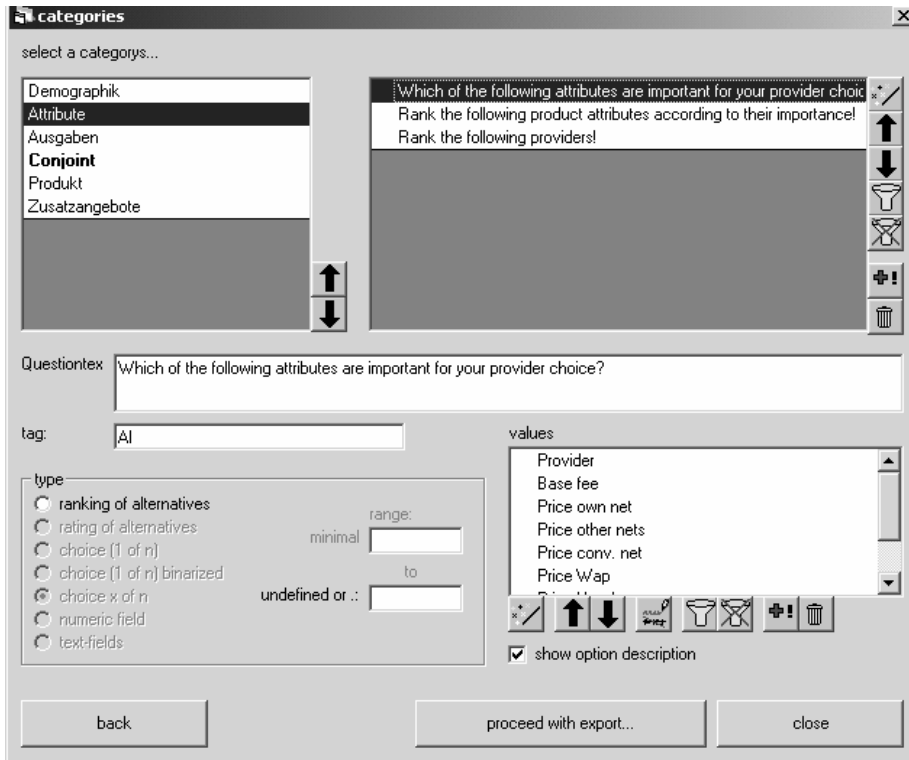 categories
select a categorys...
Demographik
Attribute
Ausgaben
Conjoint
Produkt
Zusatzangebote
Which of the following attributes are important for your provider choic
Rank the following product attributes according to their importance!
Rank the following providers!
Questiontex
Which of the following attributes are important for your provider choice?
tag:
AI
values
Provider
Base fee
Price own net
Price other nets
Price conv. net
Price Wap
type
ranking of alternatives
rating of alternatives
choice (1 of n)
choice (1 of n) binarized
choice x of n
numeric field
text-fields
range:
minimal
to
undefined or .:
show option description
back
proceed with export...
close